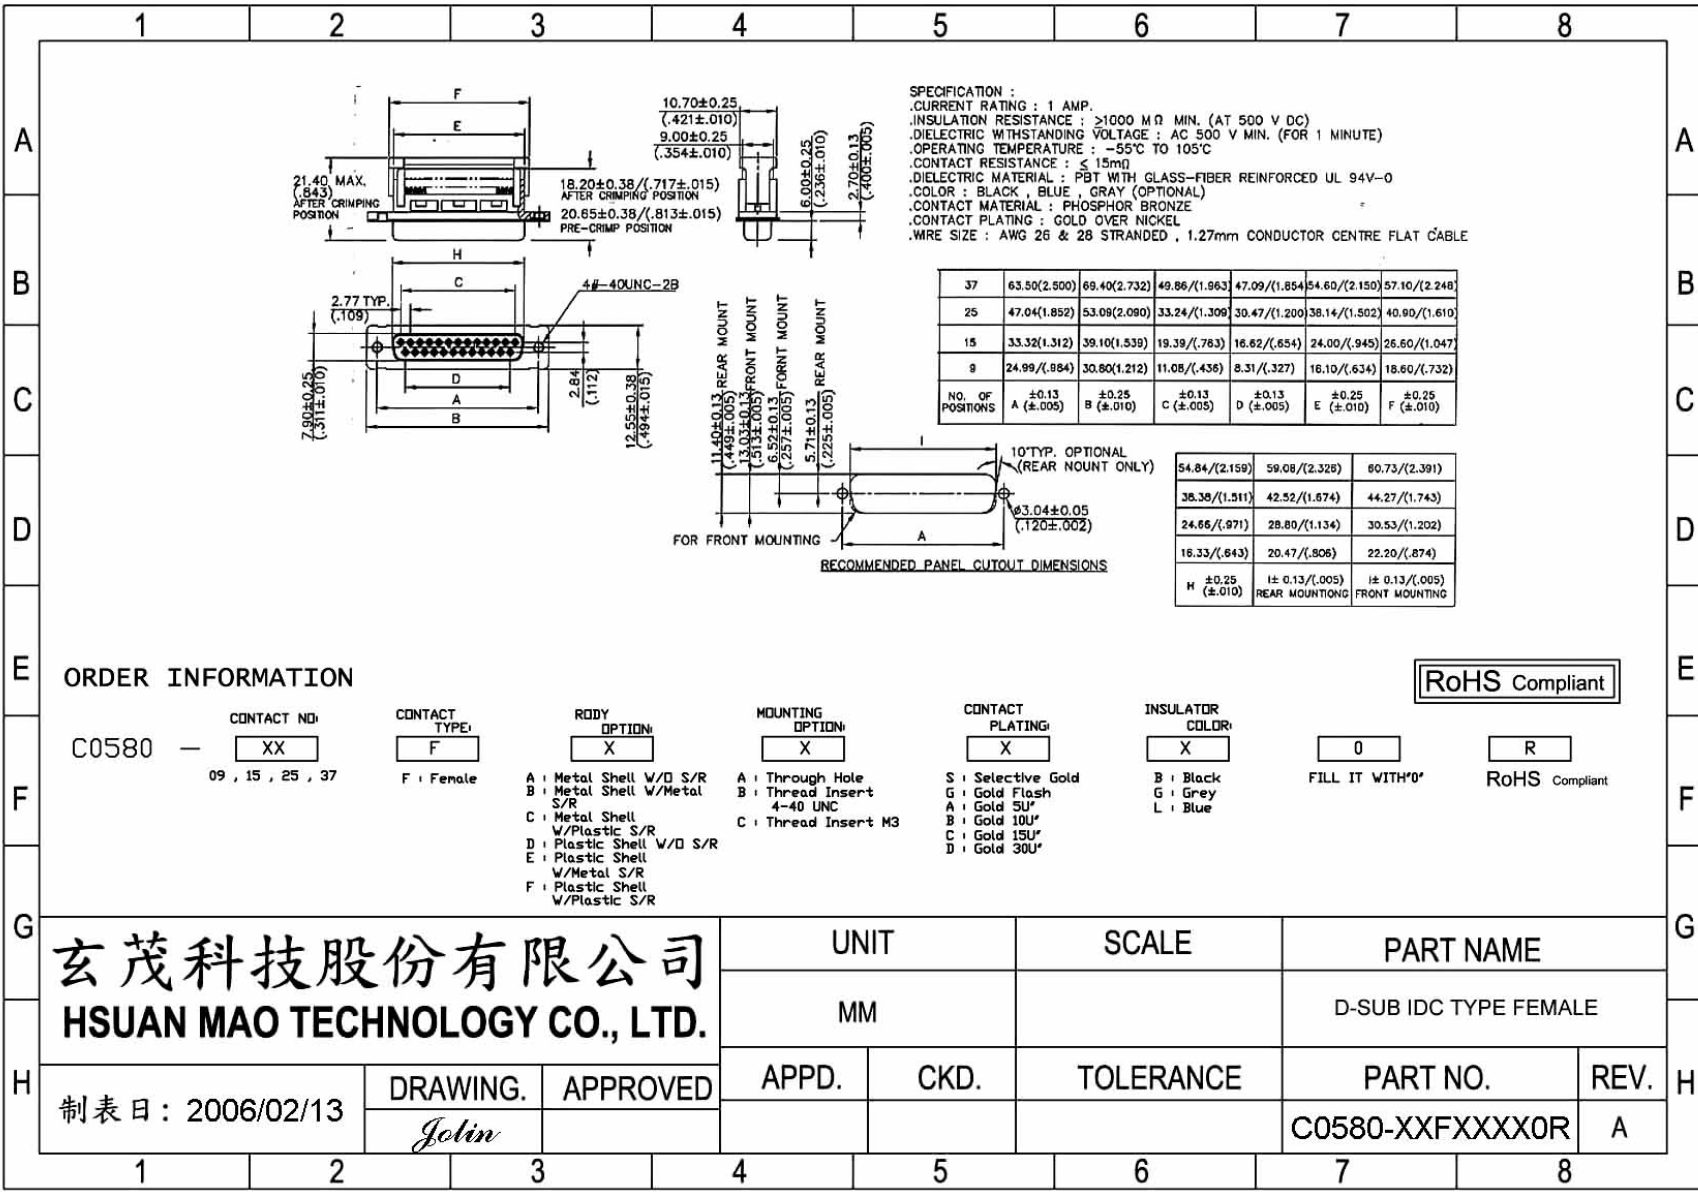 1 2 3 4 5 6 7 8
A
B
C
D
E
F
G
H
A
B
C
D
E
F
G
H
F
E
21.40 MAX.
(.843)
AFTER CRIMPING
POSITION
18.20±0.38/(.717±.015)
AFTER CRIMPING POSITION
20.65±0.38/(.813±.015)
PRE-CRIMP POSITION
10.70±0.25
(.421±.010)
9.00±0.25
(.354±.010)
6.00±0.25
(.236±.010)
2.70±0.13
(.400±.005)
SPECIFICATION :
.CURRENT RATING : 1 AMP.
.INSULATION RESISTANCE : ≥1000 MΩ MIN. (AT 500 V DC)
.DIELECTRIC WITHSTANDING VOLTAGE : AC 500 V MIN. (FOR 1 MINUTE)
.OPERATING TEMPERATURE : -55°C TO 105°C
.CONTACT RESISTANCE : ≤ 15mΩ
.DIELECTRIC MATERIAL : PBT WITH GLASS-FIBER REINFORCED UL 94V-0
.COLOR : BLACK , BLUE , GRAY (OPTIONAL)
.CONTACT MATERIAL : PHOSPHOR BRONZE
.CONTACT PLATING : GOLD OVER NICKEL
.WIRE SIZE : AWG 26 & 28 STRANDED , 1.27mm CONDUCTOR CENTRE FLAT CABLE
H
C
2.77 TYP.
(.109)
4#-40UNC-2B
D
A
B
7.90±0.25
(.311±.010)
2.84
(.112)
12.55±0.38
(.494±.015)
11.40±0.13 REAR MOUNT
(.449±.005)
13.03±0.13 FRONT MOUNT
(.513±.005)
6.52±0.13 FORNT MOUNT
(.257±.005)
5.71±0.13 REAR MOUNT
(.225±.005)
I
10°TYP. OPTIONAL
(REAR NOUNT ONLY)
ø3.04±0.05
(.120±.002)
FOR FRONT MOUNTING
A
RECOMMENDED PANEL CUTOUT DIMENSIONS
37 63.50(2.500) 69.40(2.732) 49.86/(1.963) 47.09/(1.854 54.60/(2.150) 57.10/(2.248)
25 47.04(1.852) 53.09(2.090) 33.24/(1.309) 30.47/(1.200) 38.14/(1.502) 40.90/(1.610)
15 33.32(1.312) 39.10(1.539) 19.39/(.763) 16.62/(.654) 24.00/(.945) 26.60/(1.047)
9 24.99/(.984) 30.80(1.212) 11.08/(.436) 8.31/(.327) 16.10/(.634) 18.60/(.732)
NO. OF POSITIONS A ±0.13 (±.005) B ±0.25 (±.010) C ±0.13 (±.005) D ±0.13 (±.005) E ±0.25 (±.010) F ±0.25 (±.010)
54.84/(2.159) 59.08/(2.326) 60.73/(2.391)
38.38/(1.511) 42.52/(1.674) 44.27/(1.743)
24.66/(.971) 28.80/(1.134) 30.53/(1.202)
16.33/(.643) 20.47/(.806) 22.20/(.874)
H ±0.25 (±.010) I± 0.13/(.005) REAR MOUNTIONG I± 0.13/(.005) FRONT MOUNTING
ORDER INFORMATION
RoHS Compliant
C0580 —
CONTACT NO:
XX
09 , 15 , 25 , 37
CONTACT
TYPE:
F
F : Female
RODY
OPTION:
X
A : Metal Shell W/O S/R
B : Metal Shell W/Metal
S/R
C : Metal Shell
W/Plastic S/R
D : Plastic Shell W/O S/R
E : Plastic Shell
W/Metal S/R
F : Plastic Shell
W/Plastic S/R
MOUNTING
OPTION:
X
A : Through Hole
B : Thread Insert
4-40 UNC
C : Thread Insert M3
CONTACT
PLATING:
X
S : Selective Gold
G : Gold Flash
A : Gold 5U"
B : Gold 10U"
C : Gold 15U"
D : Gold 30U"
INSULATOR
COLOR:
X
B : Black
G : Grey
L : Blue
0
FILL IT WITH"0"
R
RoHS Compliant
玄茂科技股份有限公司
HSUAN MAO TECHNOLOGY CO., LTD.
制表日: 2006/02/13
DRAWING. APPROVED
Jolin
UNIT SCALE PART NAME
MM D-SUB IDC TYPE FEMALE
APPD. CKD. TOLERANCE PART NO. REV.
C0580-XXFXXXX0R A
1 2 3 4 5 6 7 8